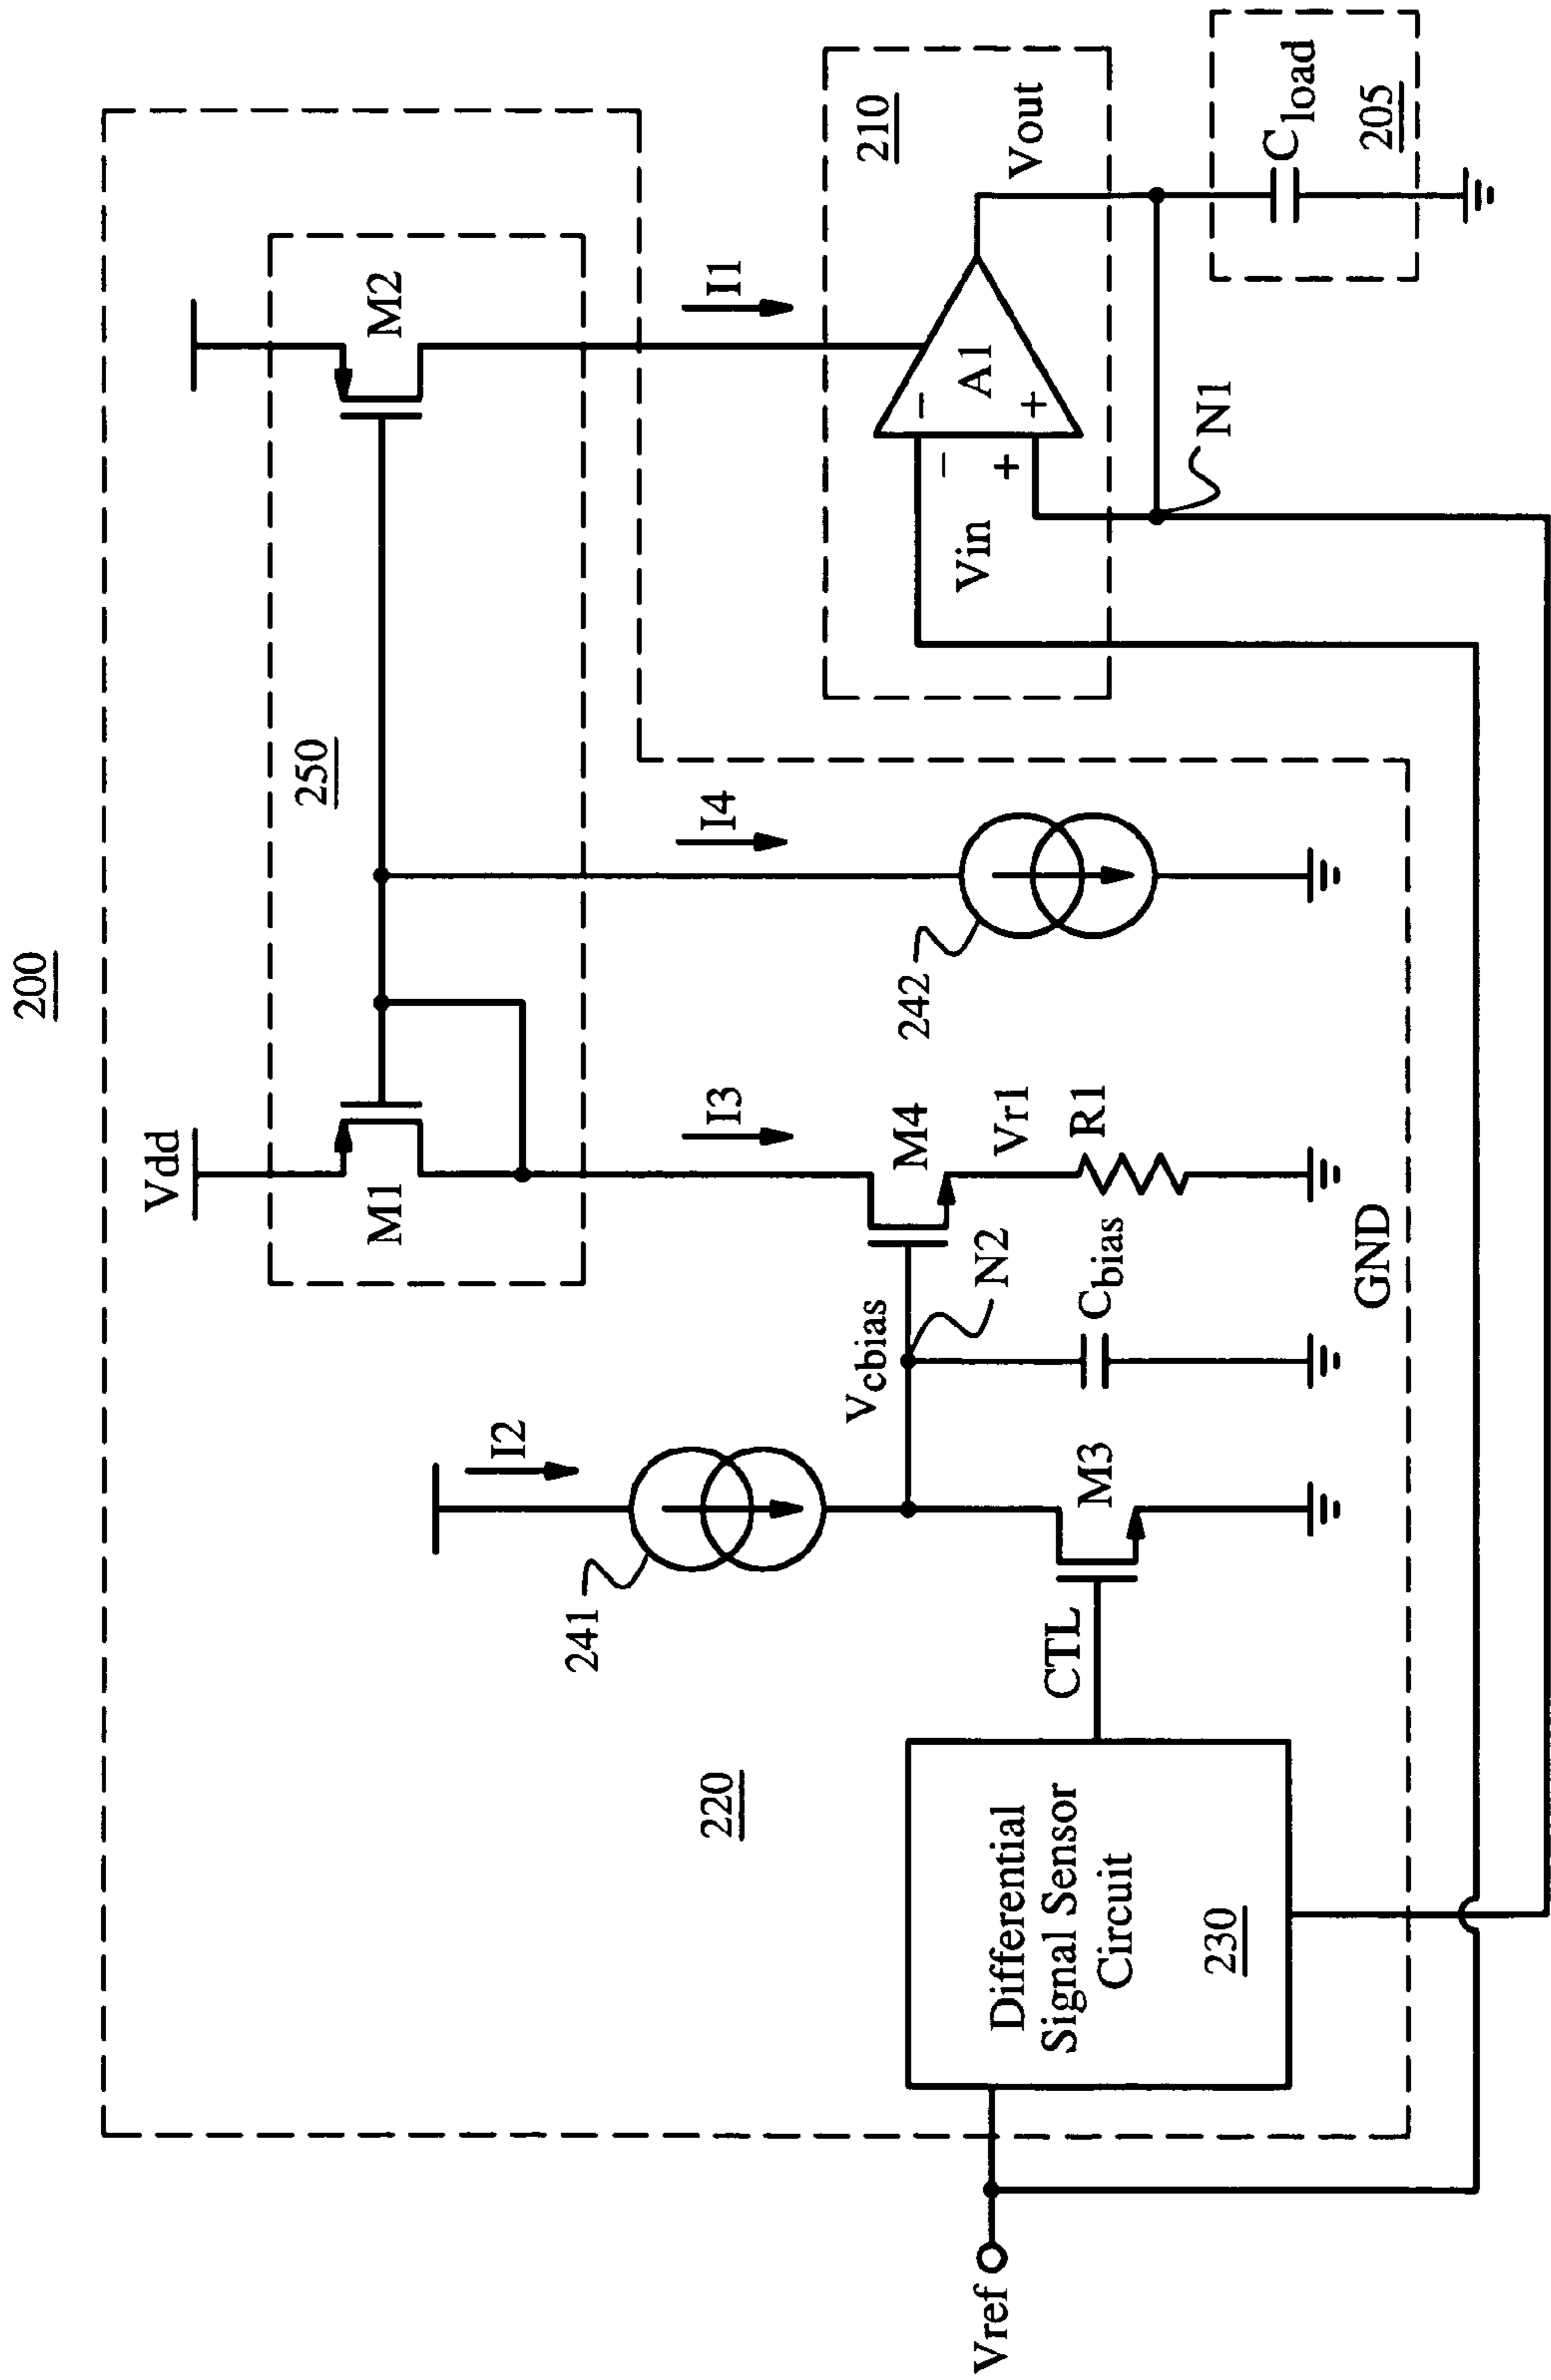 200
Vdd
M1
250
M2
I3
I4
I1
I2
241
242
220
Vcbias
N2
M4
Vr1
R1
Cbias
M3
CTL
GND
Differential
Signal Sensor
Circuit
230
Vref
210
−
+
A1
−
+
Vin
Vout
N1
Cload
205